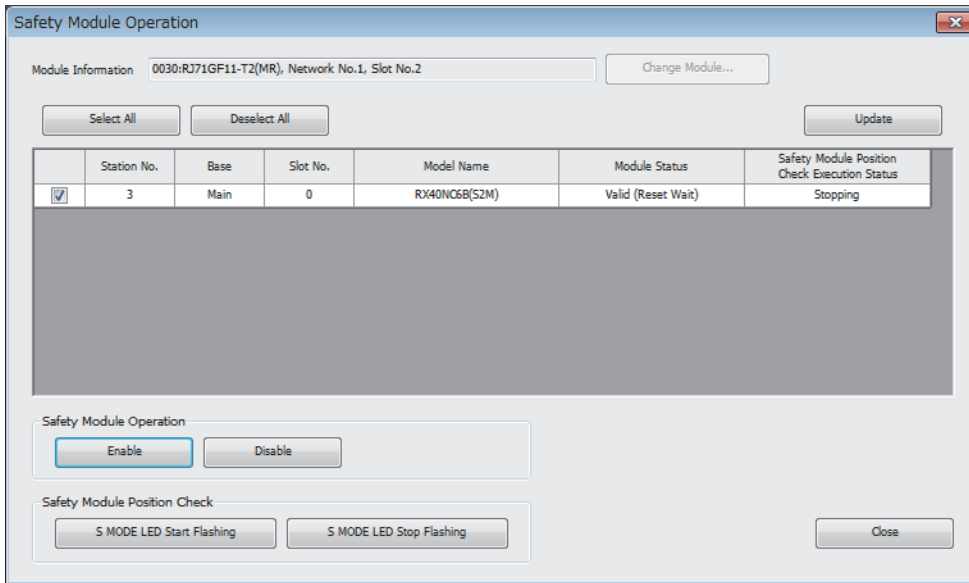 Safety Module Operation
Module Information 0030:RJ71GF11-T2(MR), Network No.1, Slot No.2 Change Module...
Select All Deselect All Update
Station No. Base Slot No. Model Name Module Status Safety Module Position
Check Execution Status
3 Main 0 RX40NC6B(S2M) Valid (Reset Wait) Stopping
Safety Module Operation
Enable Disable
Safety Module Position Check
S MODE LED Start Flashing S MODE LED Stop Flashing Close